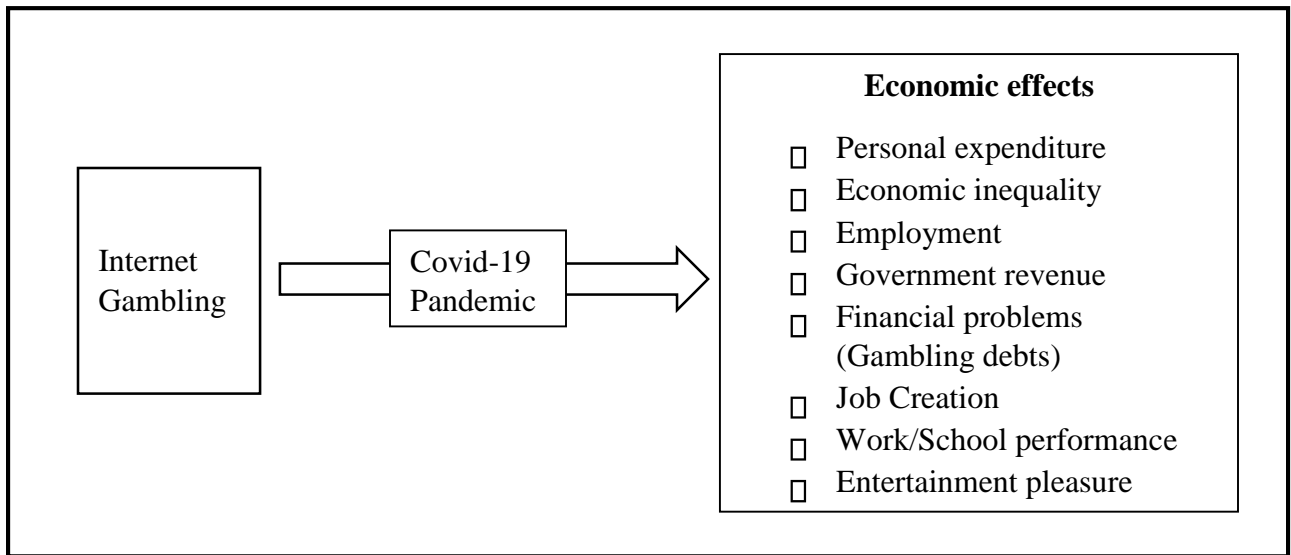 Internet
Gambling
Covid-19
Pandemic
Economic effects
Personal expenditure
Economic inequality
Employment
Government revenue
Financial problems
(Gambling debts)
Job Creation
Work/School performance
Entertainment pleasure